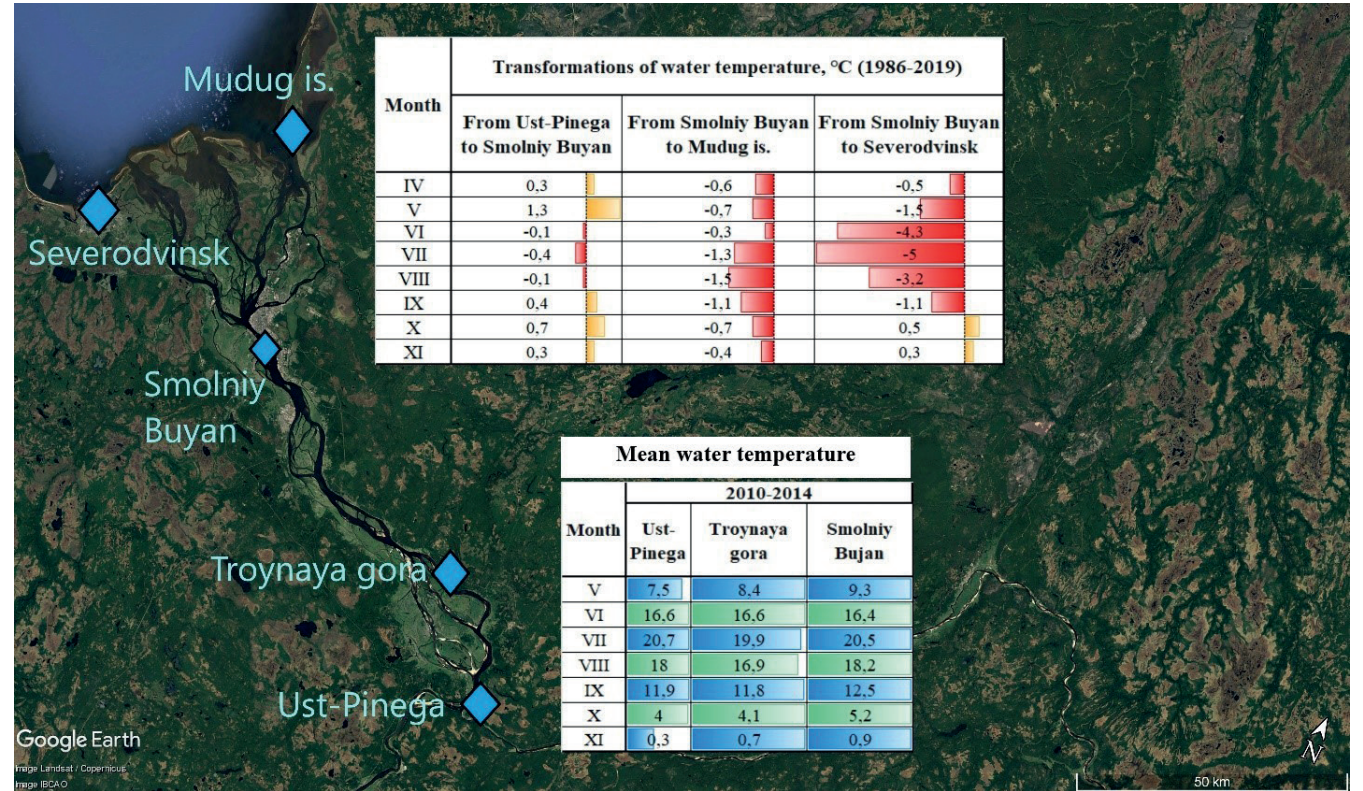 Mudug is.
Severodvinsk
Smolniy
Buyan
Troynaya gora
Ust-Pinega
Month
Transformations of water temperature, °C (1986-2019)
From Ust-Pinega
to Smolniy Buyan
From Smolniy Buyan
to Mudug is.
From Smolniy Buyan
to Severodvinsk
IV 0,3 -0,6 -0,5
V 1,3 -0,7 -1,5
VI -0,1 -0,3 -4,3
VII -0,4 -1,3 -5
VIII -0,1 -1,5 -3,2
IX 0,4 -1,1 -1,1
X 0,7 -0,7 0,5
XI 0,3 -0,4 0,3
Mean water temperature
Month
2010-2014
Ust-
Pinega
Troynaya
gora
Smolniy
Bujan
V 7,5 8,4 9,3
VI 16,6 16,6 16,4
VII 20,7 19,9 20,5
VIII 18 16,9 18,2
IX 11,9 11,8 12,5
X 4 4,1 5,2
XI 0,3 0,7 0,9
Google Earth
Image Landsat / Copernicus
Image IBCAO
N
50 km